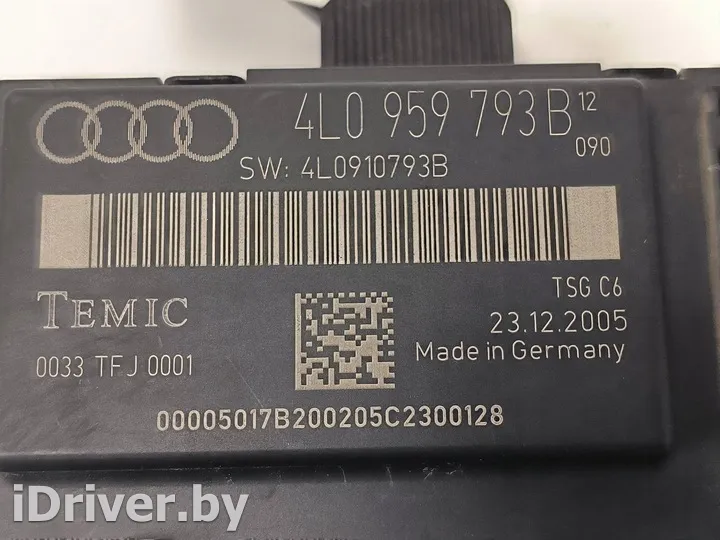 4L0 959 793B 12
090
SW: 4L0910793B
TSG C6
TEMIC
23.12.2005
0033 TFJ 0001
Made in Germany
00005017B200205C2300128
iDriver.by